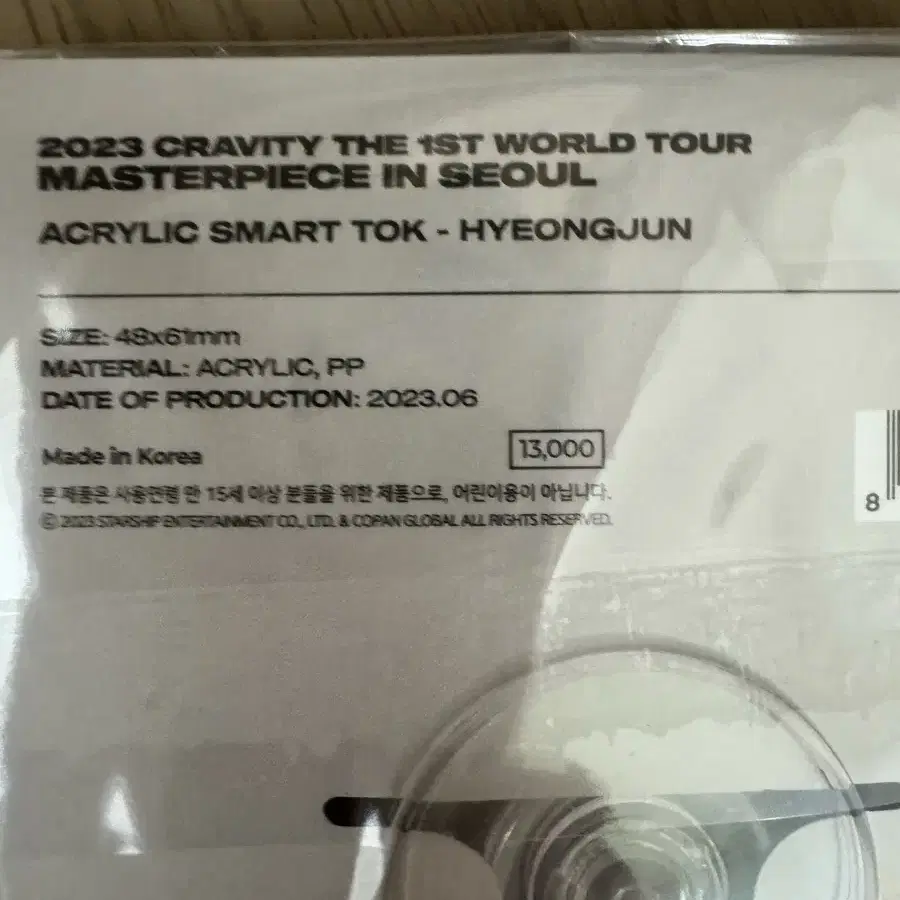 2023 CRAVITY THE 1ST WORLD TOUR
MASTERPIECE IN SEOUL
ACRYLIC SMART TOK - HYEONGJUN
SIZE: 48x61mm
MATERIAL: ACRYLIC, PP
DATE OF PRODUCTION: 2023.06
Made in Korea
13,000
본 제품은 사용연령 만 15세 이상 분들을 위한 제품으로, 어린이용이 아닙니다.
© 2023 STARSHIP ENTERTAINMENT CO., LTD. & COPAN GLOBAL ALL RIGHTS RESERVED.
8